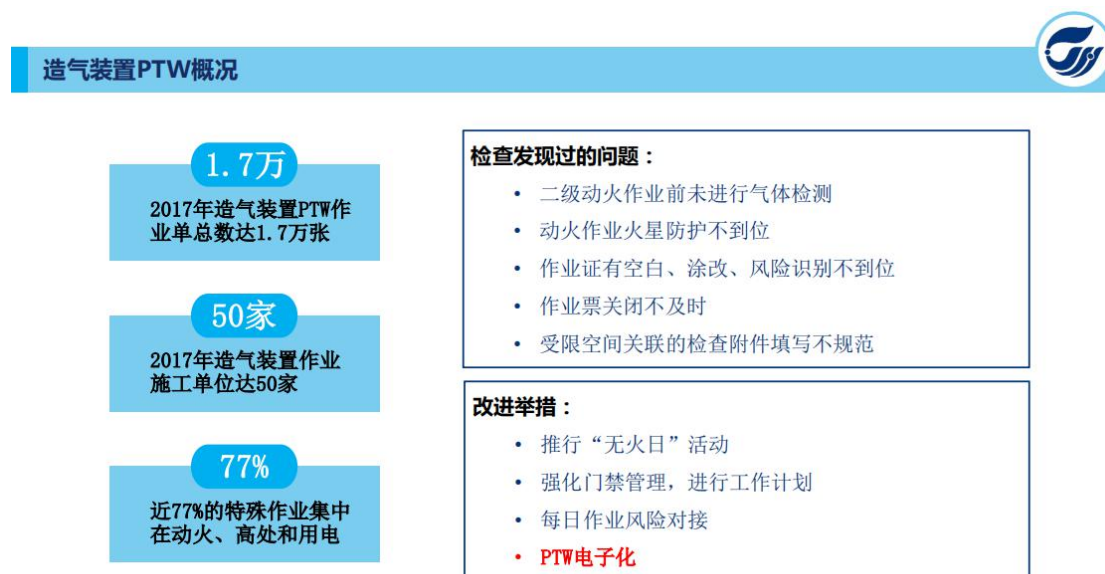 造气装置PTW概况
1.7万
2017年造气装置PTW作
业单总数达1.7万张
50家
2017年造气装置作业
施工单位达50家
77%
近77%的特殊作业集中
在动火、高处和用电
检查发现过的问题：
• 二级动火作业前未进行气体检测
• 动火作业火星防护不到位
• 作业证有空白、涂改、风险识别不到位
• 作业票关闭不及时
• 受限空间关联的检查附件填写不规范
改进举措：
• 推行“无火日”活动
• 强化门禁管理，进行工作计划
• 每日作业风险对接
• PTW电子化